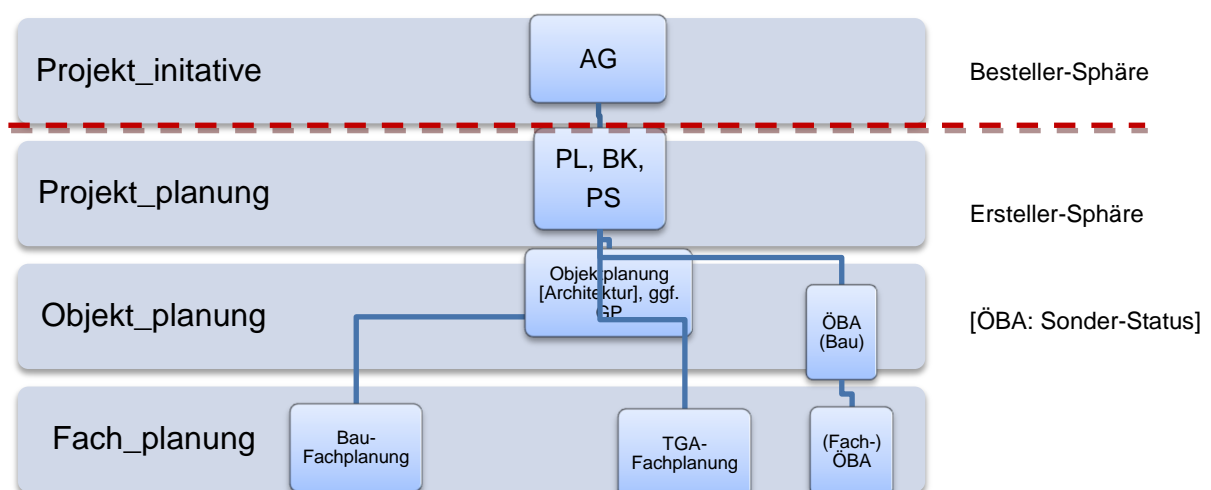 Projekt_initative
AG
Besteller-Sphäre
Projekt_planung
PL, BK,
PS
Ersteller-Sphäre
Objekt_planung
Objektplanung
[Architektur], ggf.
GP
ÖBA
(Bau)
[ÖBA: Sonder-Status]
Fach_planung
Bau-
Fachplanung
TGA-
Fachplanung
(Fach-)
ÖBA